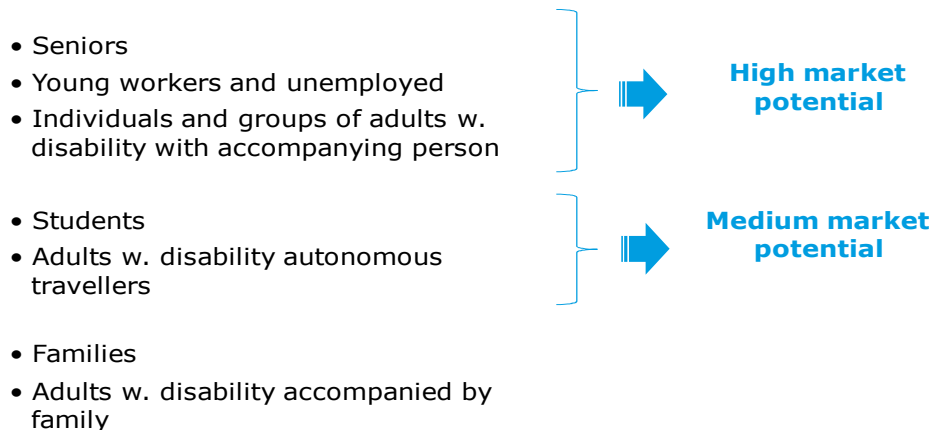 • Seniors
• Young workers and unemployed
• Individuals and groups of adults w.
disability with accompanying person
High market
potential
• Students
• Adults w. disability autonomous
travellers
Medium market
potential
• Families
• Adults w. disability accompanied by
family